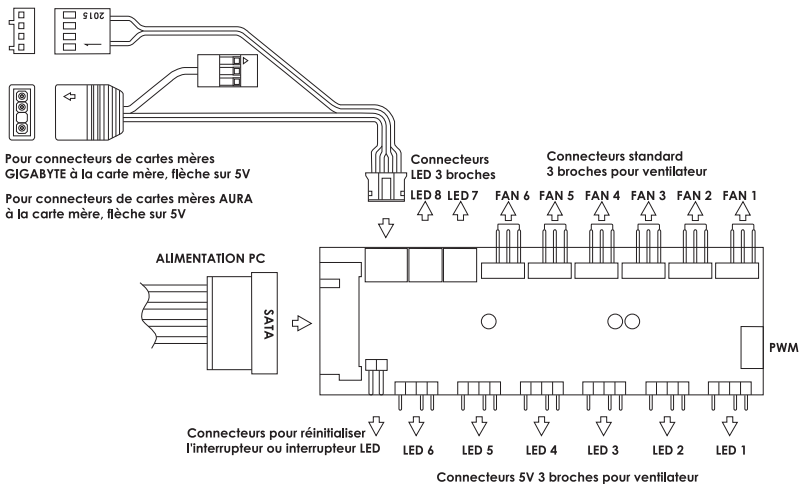 2015
1
Pour connecteurs de cartes mères
GIGABYTE à la carte mère, flèche sur 5V
Pour connecteurs de cartes mères AURA
à la carte mère, flèche sur 5V
Connecteurs
LED 3 broches
LED 8 LED 7
Connecteurs standard
3 broches pour ventilateur
FAN 6 FAN 5 FAN 4 FAN 3 FAN 2 FAN 1
ALIMENTATION PC
SATA
PWM
Connecteurs pour réinitialiser
l'interrupteur ou interrupteur LED
LED 6 LED 5 LED 4 LED 3 LED 2 LED 1
Connecteurs 5V 3 broches pour ventilateur